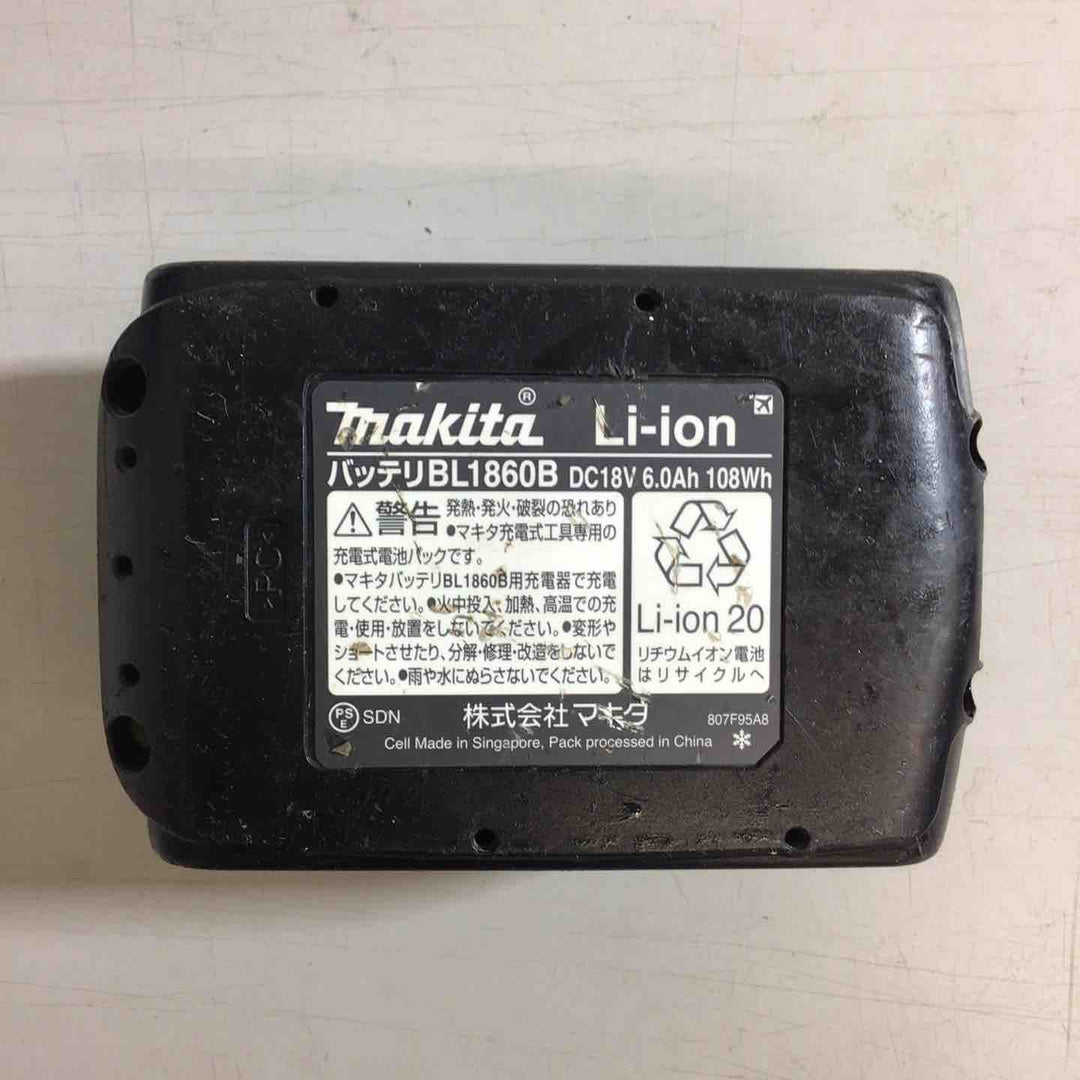 makita® Li-ion
バッテリBL1860B DC18V 6.0Ah 108Wh
警告 発熱・発火・破裂の恐れあり
●マキタ充電式工具専用の
充電式電池パックです。
●マキタバッテリBL1860B用充電器で充電
してください。●火中投入、加熱、高温での充
電・使用・放置をしないでください。●変形や
ショートさせたり、分解・修理・改造をしないで
ください。●雨や水にぬらさないでください。
Li-ion 20
リチウムイオン電池
はリサイクルへ
PSE SDN 株式会社マキタ 807F95A8
Cell Made in Singapore, Pack processed in China
>PC<